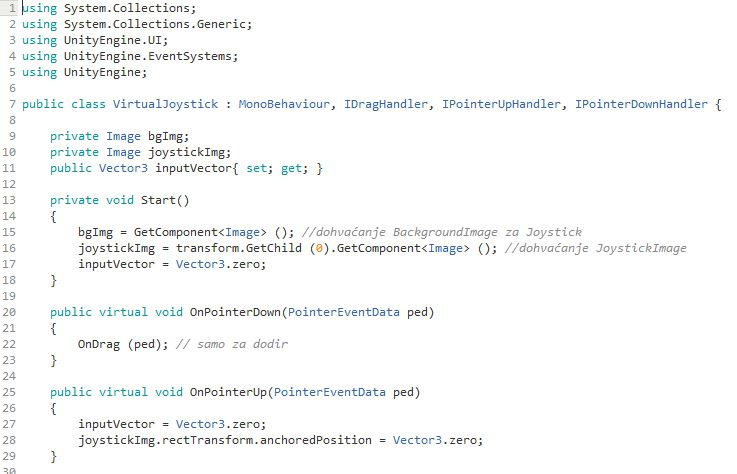 1 using System.Collections;
2 using System.Collections.Generic;
3 using UnityEngine.UI;
4 using UnityEngine.EventSystems;
5 using UnityEngine;
6
7 public class VirtualJoystick : MonoBehaviour, IDragHandler, IPointerUpHandler, IPointerDownHandler {
8
9 private Image bgImg;
10 private Image joystickImg;
11 public Vector3 inputVector{ set; get; }
12
13 private void Start()
14 {
15 bgImg = GetComponent<Image> (); //dohvaćanje BackgroundImage za Joystick
16 joystickImg = transform.GetChild (0).GetComponent<Image> (); //dohvaćanje JoystickImage
17 inputVector = Vector3.zero;
18 }
19
20 public virtual void OnPointerDown(PointerEventData ped)
21 {
22 OnDrag (ped); // samo za dodir
23 }
24
25 public virtual void OnPointerUp(PointerEventData ped)
26 {
27 inputVector = Vector3.zero;
28 joystickImg.rectTransform.anchoredPosition = Vector3.zero;
29 }
30